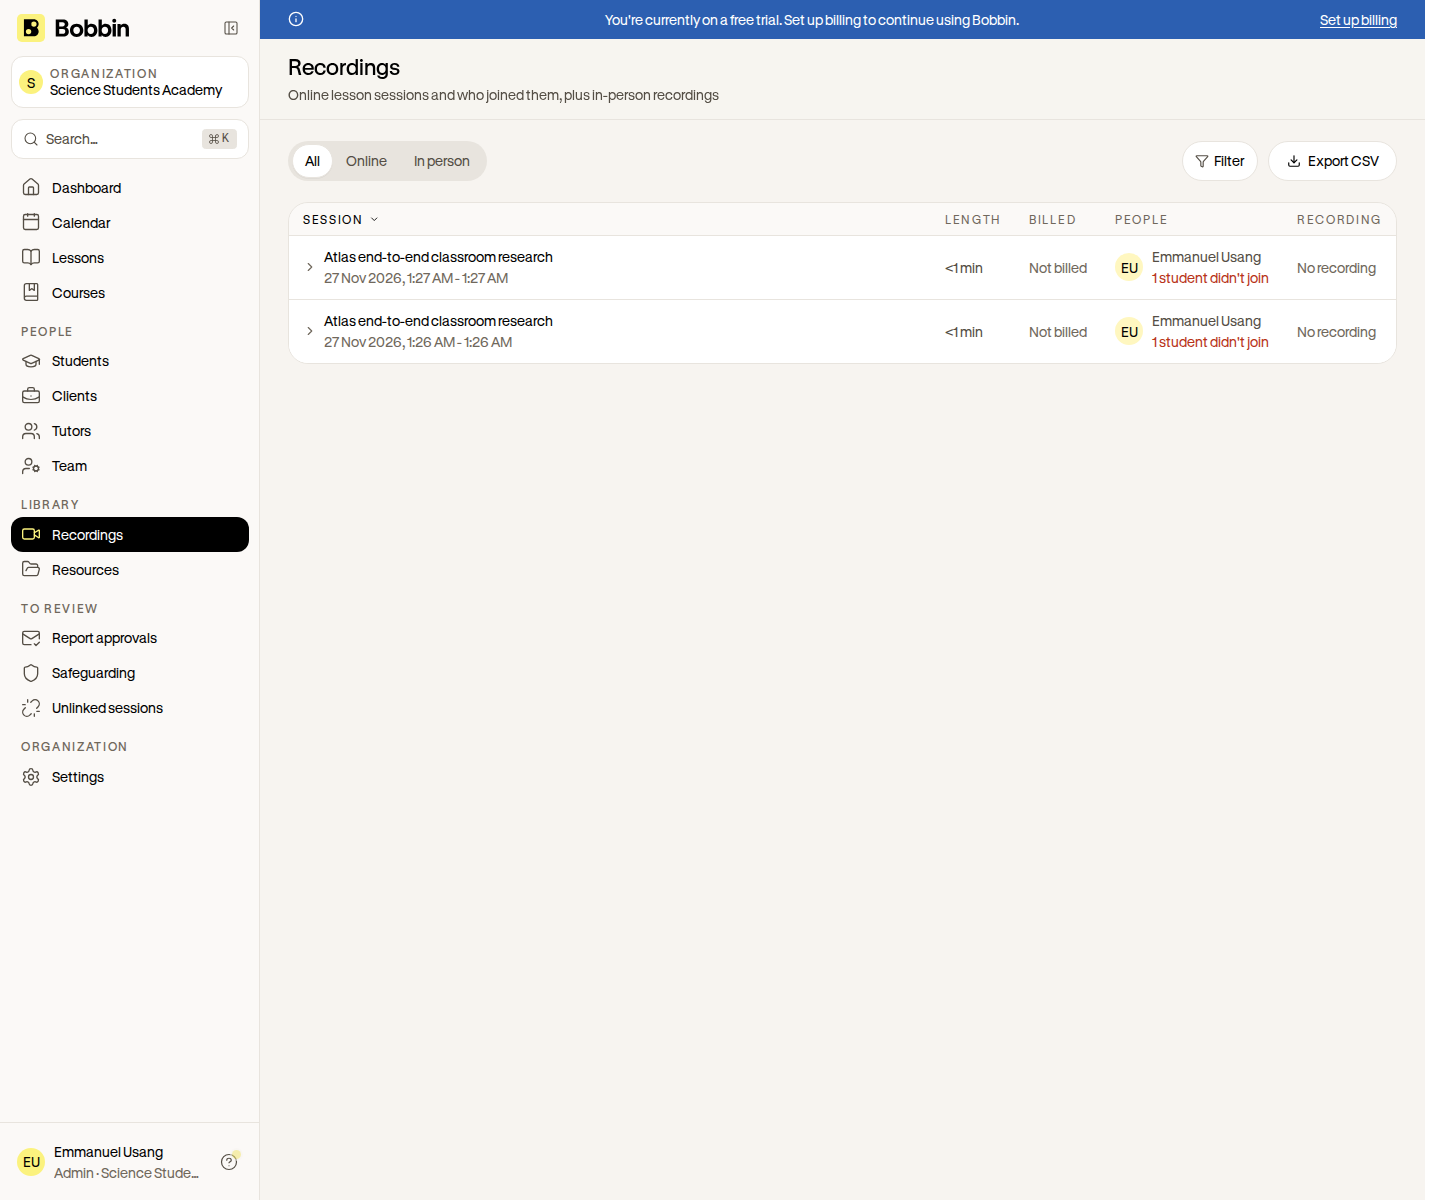 Bobbin
ORGANIZATION
S
Science Students Academy
Search...
⌘ K
Dashboard
Calendar
Lessons
Courses
PEOPLE
Students
Clients
Tutors
Team
LIBRARY
Recordings
Resources
TO REVIEW
Report approvals
Safeguarding
Unlinked sessions
ORGANIZATION
Settings
EU
Emmanuel Usang
Admin · Science Stude...
You're currently on a free trial. Set up billing to continue using Bobbin.
Set up billing
Recordings
Online lesson sessions and who joined them, plus in-person recordings
All
Online
In person
Filter
Export CSV
SESSION
LENGTH
BILLED
PEOPLE
RECORDING
Atlas end-to-end classroom research
27 Nov 2026, 1:27 AM - 1:27 AM
<1 min
Not billed
EU
Emmanuel Usang
1 student didn't join
No recording
Atlas end-to-end classroom research
27 Nov 2026, 1:26 AM - 1:26 AM
<1 min
Not billed
EU
Emmanuel Usang
1 student didn't join
No recording